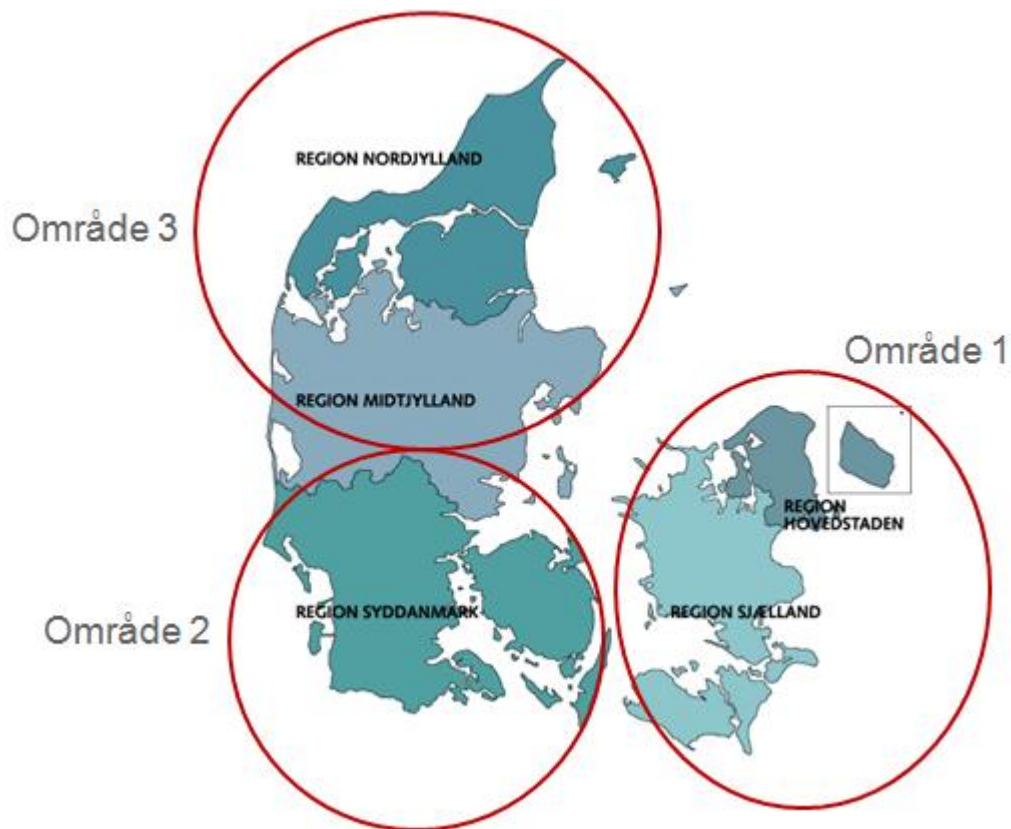 REGION NORDJYLLAND
Område 3
Område 1
REGION MIDTJYLLAND
REGION
HOVEDSTADEN
REGION SYDDANMARK
REGION SJÆLLAND
Område 2